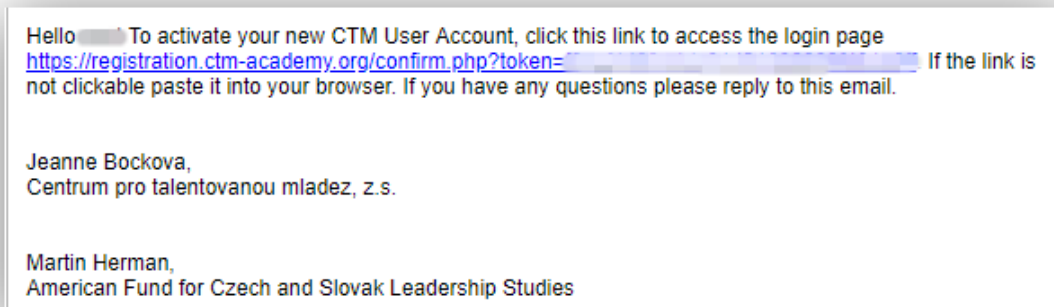 Hello To activate your new CTM User Account, click this link to access the login page
https://registration.ctm-academy.org/confirm.php?token= If the link is
not clickable paste it into your browser. If you have any questions please reply to this email.
Jeanne Bockova,
Centrum pro talentovanou mladez, z.s.
Martin Herman,
American Fund for Czech and Slovak Leadership Studies